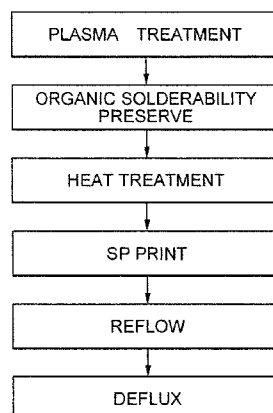 PLASMA TREATMENT
ORGANIC SOLDERABILITY
PRESERVE
HEAT TREATMENT
SP PRINT
REFLOW
DEFLUX